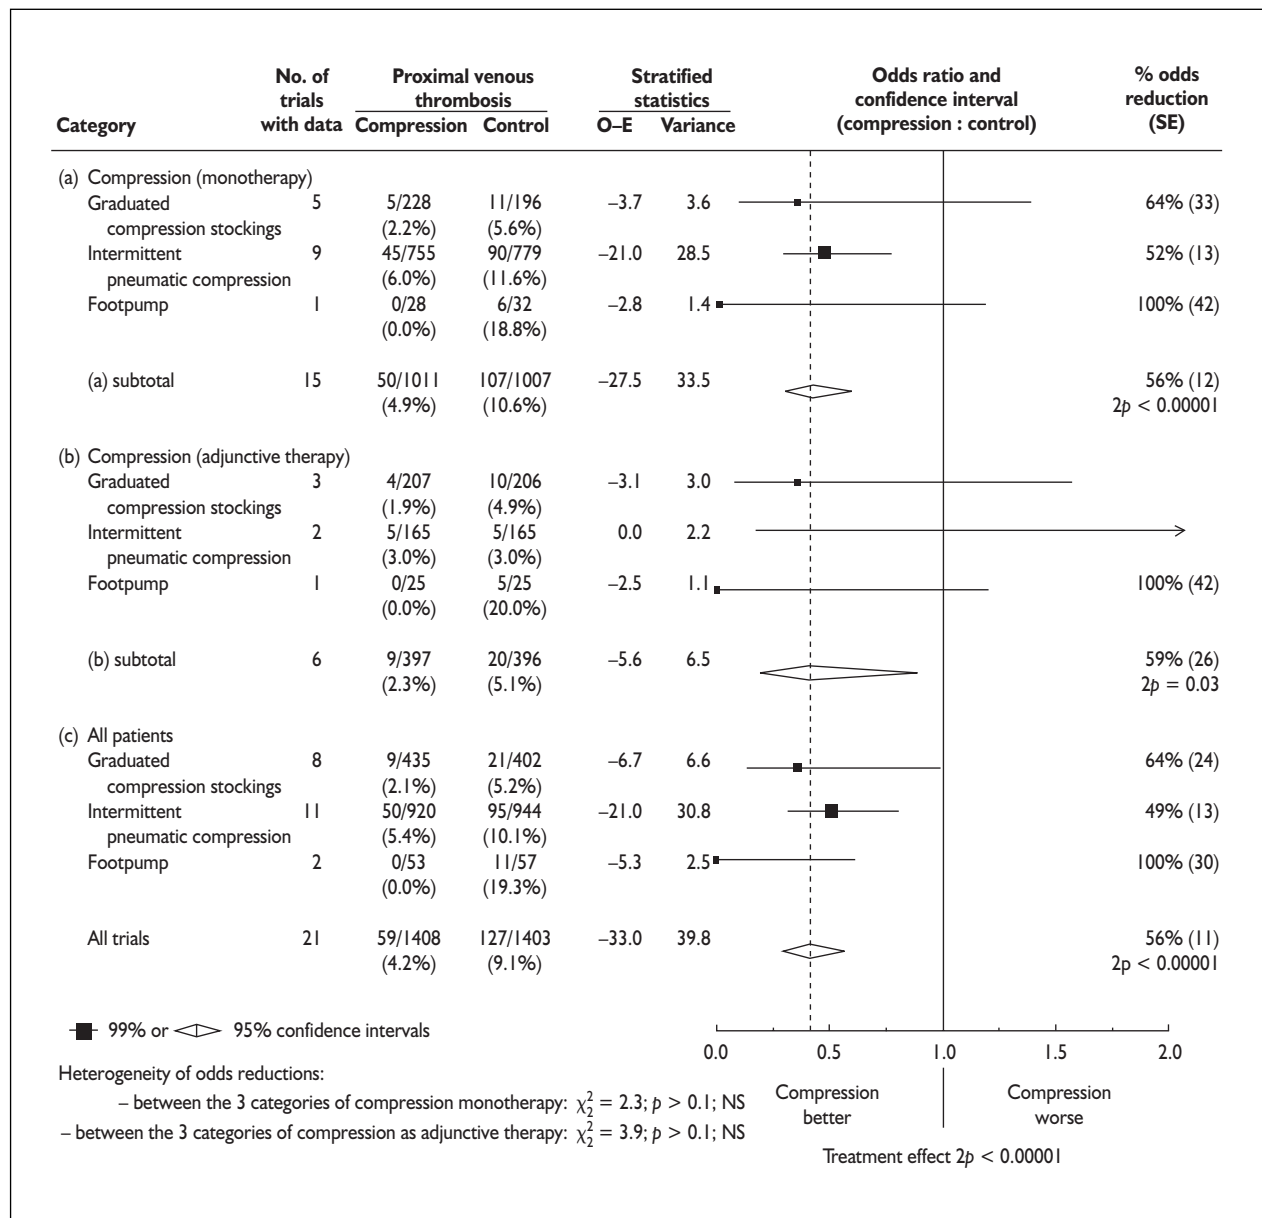 No. of Proximal venous Stratified Odds ratio and % odds
trials thrombosis statistics confidence interval reduction
Category with data Compression Control O–E Variance (compression : control) (SE)
(a) Compression (monotherapy)
Graduated 5 5/228 11/196 –3.7 3.6 64% (33)
compression stockings (2.2%) (5.6%)
Intermittent 9 45/755 90/779 –21.0 28.5 52% (13)
pneumatic compression (6.0%) (11.6%)
Footpump 1 0/28 6/32 –2.8 1.4 100% (42)
(0.0%) (18.8%)
(a) subtotal 15 50/1011 107/1007 –27.5 33.5 56% (12)
(4.9%) (10.6%) 2p < 0.00001
(b) Compression (adjunctive therapy)
Graduated 3 4/207 10/206 –3.1 3.0
compression stockings (1.9%) (4.9%)
Intermittent 2 5/165 5/165 0.0 2.2
pneumatic compression (3.0%) (3.0%)
Footpump 1 0/25 5/25 –2.5 1.1 100% (42)
(0.0%) (20.0%)
(b) subtotal 6 9/397 20/396 –5.6 6.5 59% (26)
(2.3%) (5.1%) 2p = 0.03
(c) All patients
Graduated 8 9/435 21/402 –6.7 6.6 64% (24)
compression stockings (2.1%) (5.2%)
Intermittent 11 50/920 95/944 –21.0 30.8 49% (13)
pneumatic compression (5.4%) (10.1%)
Footpump 2 0/53 11/57 –5.3 2.5 100% (30)
(0.0%) (19.3%)
All trials 21 59/1408 127/1403 –33.0 39.8 56% (11)
(4.2%) (9.1%) 2p < 0.00001
99% or 95% confidence intervals
0.0 0.5 1.0 1.5 2.0
Heterogeneity of odds reductions:
Compression Compression
better worse
– between the 3 categories of compression monotherapy: χ²₂ = 2.3; p > 0.1; NS
– between the 3 categories of compression as adjunctive therapy: χ²₂ = 3.9; p > 0.1; NS
Treatment effect 2p < 0.00001